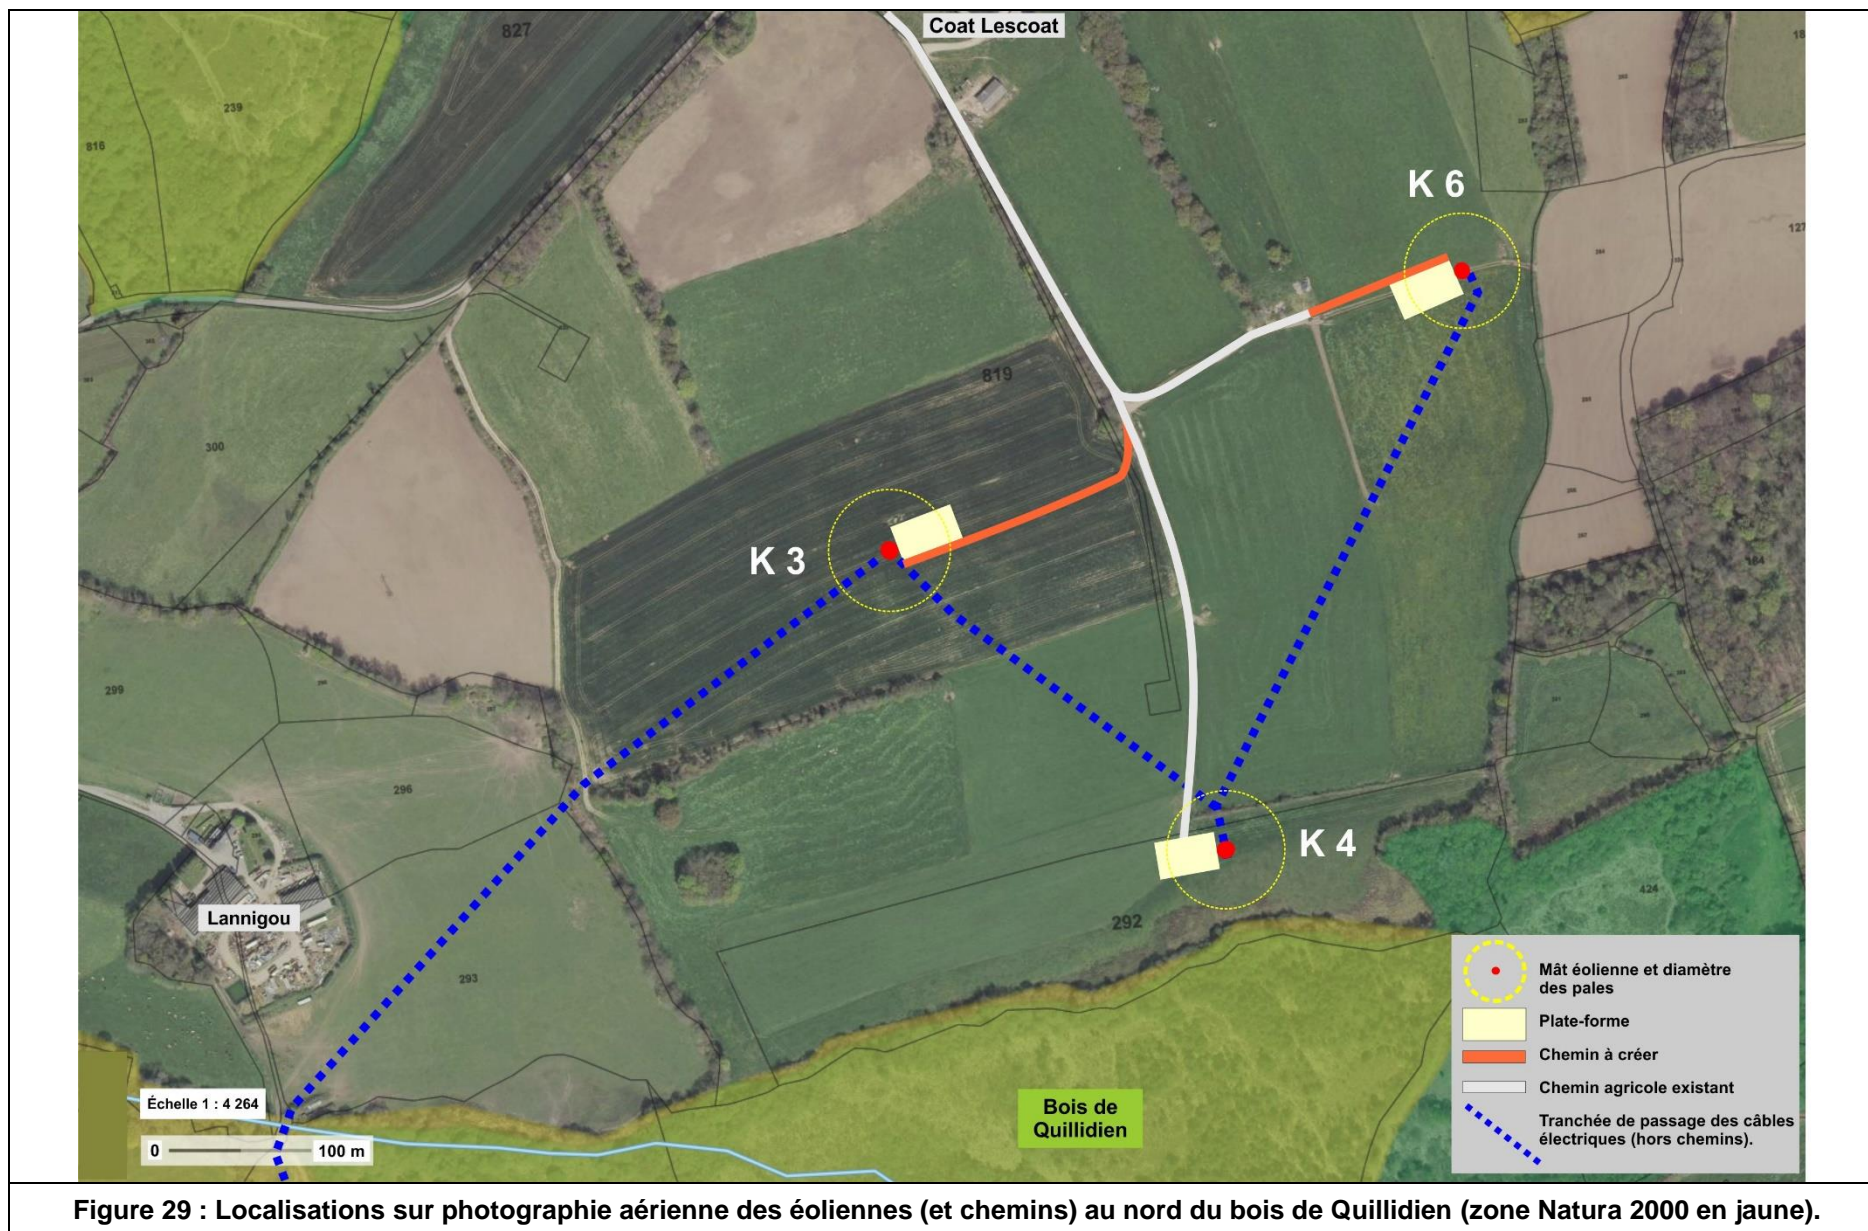 Coat Lescoat
827
239
816
K 6
127
819
300
K 3
184
299
296
K 4
424
292
Lannigou
293
Mât éolienne et diamètre
des pales
Plate-forme
Chemin à créer
Chemin agricole existant
Tranchée de passage des câbles
électriques (hors chemins).
Échelle 1 : 4 264
0 100 m
Bois de
Quillidien
Figure 29 : Localisations sur photographie aérienne des éoliennes (et chemins) au nord du bois de Quillidien (zone Natura 2000 en jaune).